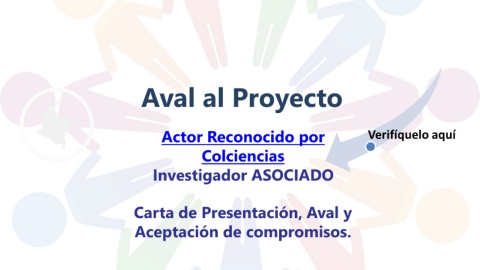 Aval al Proyecto
Actor Reconocido por
Colciencias
Verifíquelo aquí
Investigador ASOCIADO
Carta de Presentación, Aval y
Aceptación de compromisos.